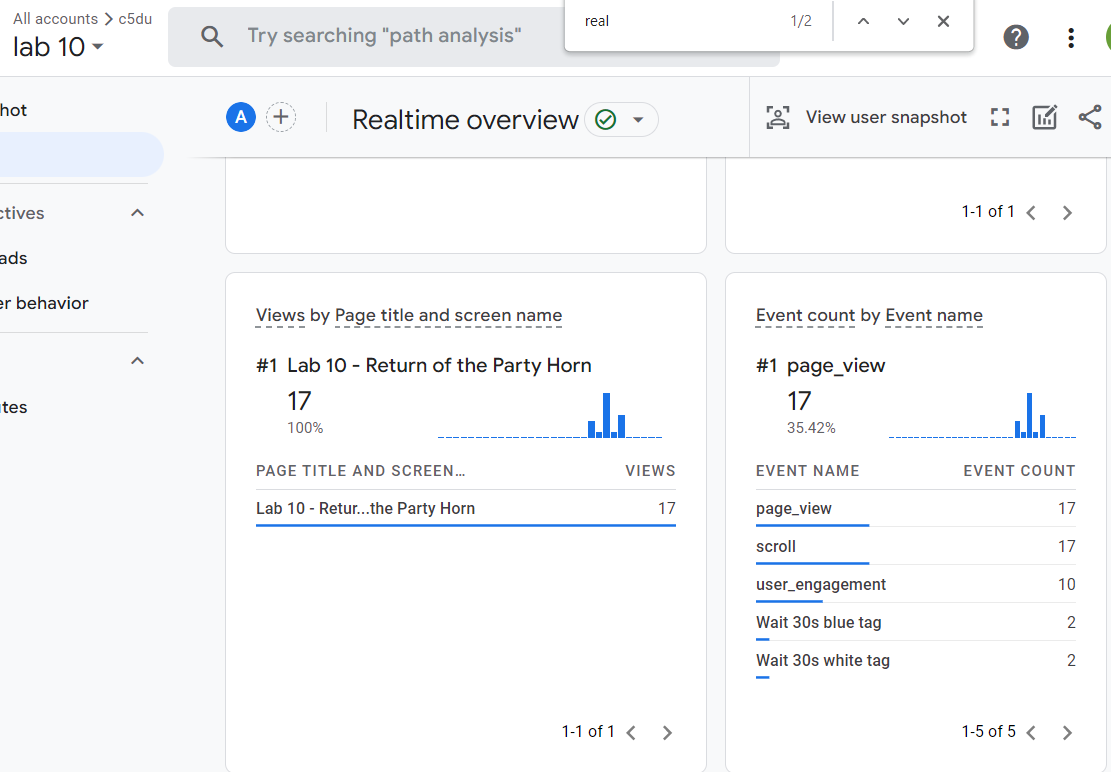 All accounts > c5du
lab 10
Try searching "path analysis"
real 1/2
hot
ctives
ads
er behavior
tes
A
Realtime overview
View user snapshot
1-1 of 1
Views by Page title and screen name
#1 Lab 10 - Return of the Party Horn
17
100%
PAGE TITLE AND SCREEN… VIEWS
Lab 10 - Retur...the Party Horn 17
1-1 of 1
Event count by Event name
#1 page_view
17
35.42%
EVENT NAME EVENT COUNT
page_view 17
scroll 17
user_engagement 10
Wait 30s blue tag 2
Wait 30s white tag 2
1-5 of 5